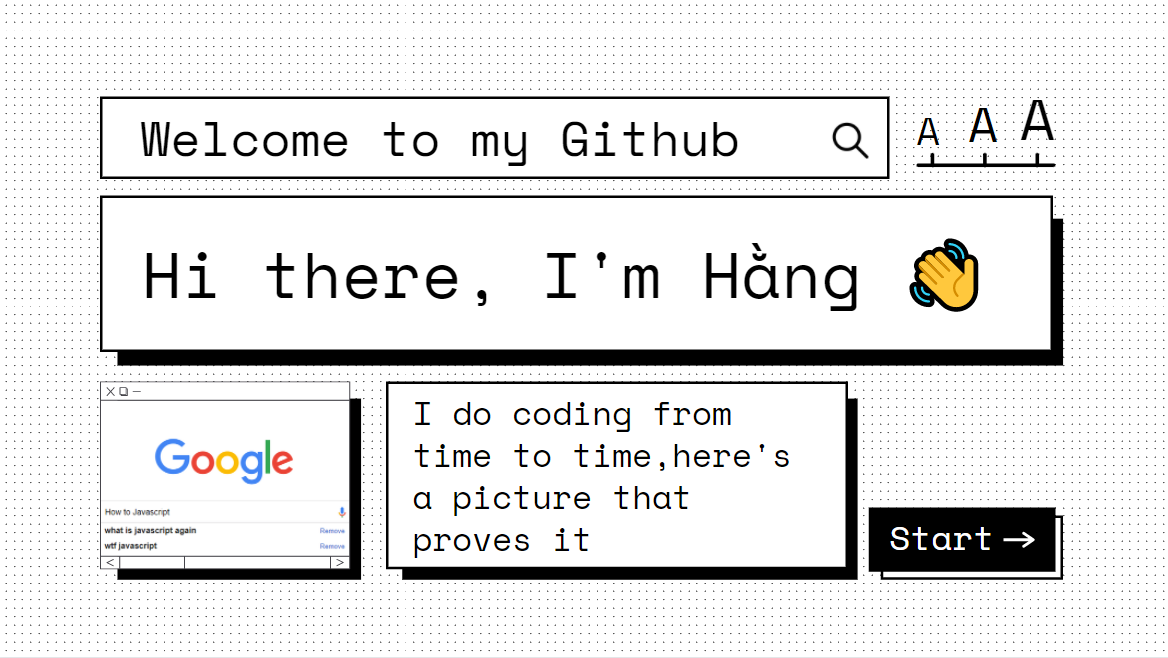 Welcome to my Github
A A A
Hi there, I'm Hằng
Google
How to Javascript
what is javascript again Remove
wtf javascript Remove
I do coding from
time to time,here's
a picture that
proves it
Start →